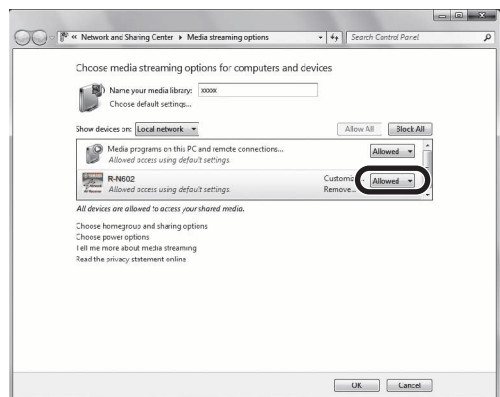 « Network and Sharing Center ▸ Media streaming options
Search Control Panel
Choose media streaming options for computers and devices
Name your media library: xxxxx
Choose default settings...
Show devices on: Local network
Allow All
Block All
Media programs on this PC and remote connections...
Allowed access using default settings
Allowed
R-N602
Allowed access using default settings
Remove...
Allowed
All devices are allowed to access your shared media.
Choose homegroup and sharing options
Choose power options
Tell me more about media streaming
Read the privacy statement online
OK
Cancel